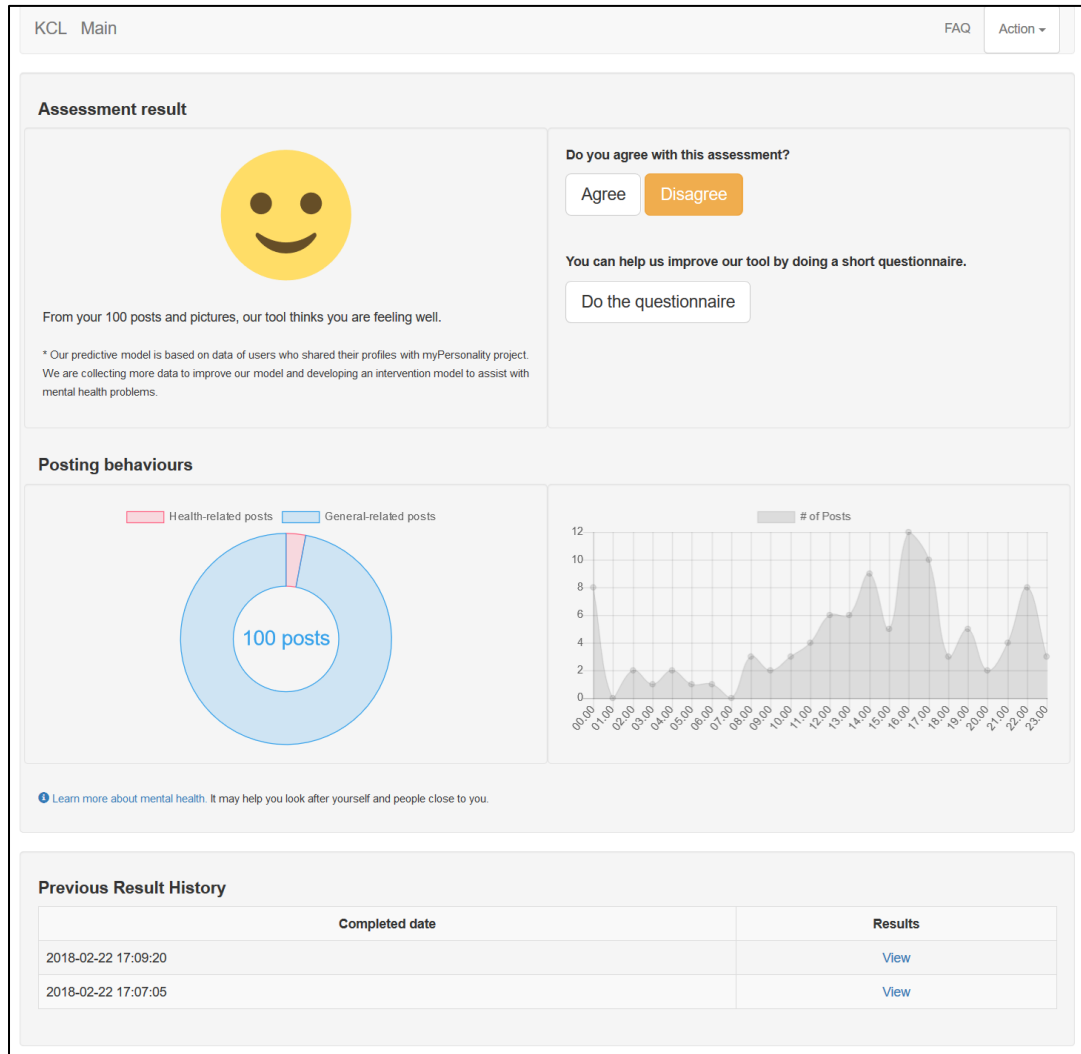 KCL Main
FAQ
Action
Assessment result
From your 100 posts and pictures, our tool thinks you are feeling well.
* Our predictive model is based on data of users who shared their profiles with myPersonality project.
We are collecting more data to improve our model and developing an intervention model to assist with
mental health problems.
Do you agree with this assessment?
Agree
Disagree
You can help us improve our tool by doing a short questionnaire.
Do the questionnaire
Posting behaviours
Health-related posts
General-related posts
100 posts
# of Posts
12
10
8
6
4
2
0
00.00
01.00
02.00
03.00
04.00
05.00
06.00
07.00
08.00
09.00
10.00
11.00
12.00
13.00
14.00
15.00
16.00
17.00
18.00
19.00
20.00
21.00
22.00
23.00
Learn more about mental health. It may help you look after yourself and people close to you.
Previous Result History
Completed date
Results
2018-02-22 17:09:20
View
2018-02-22 17:07:05
View